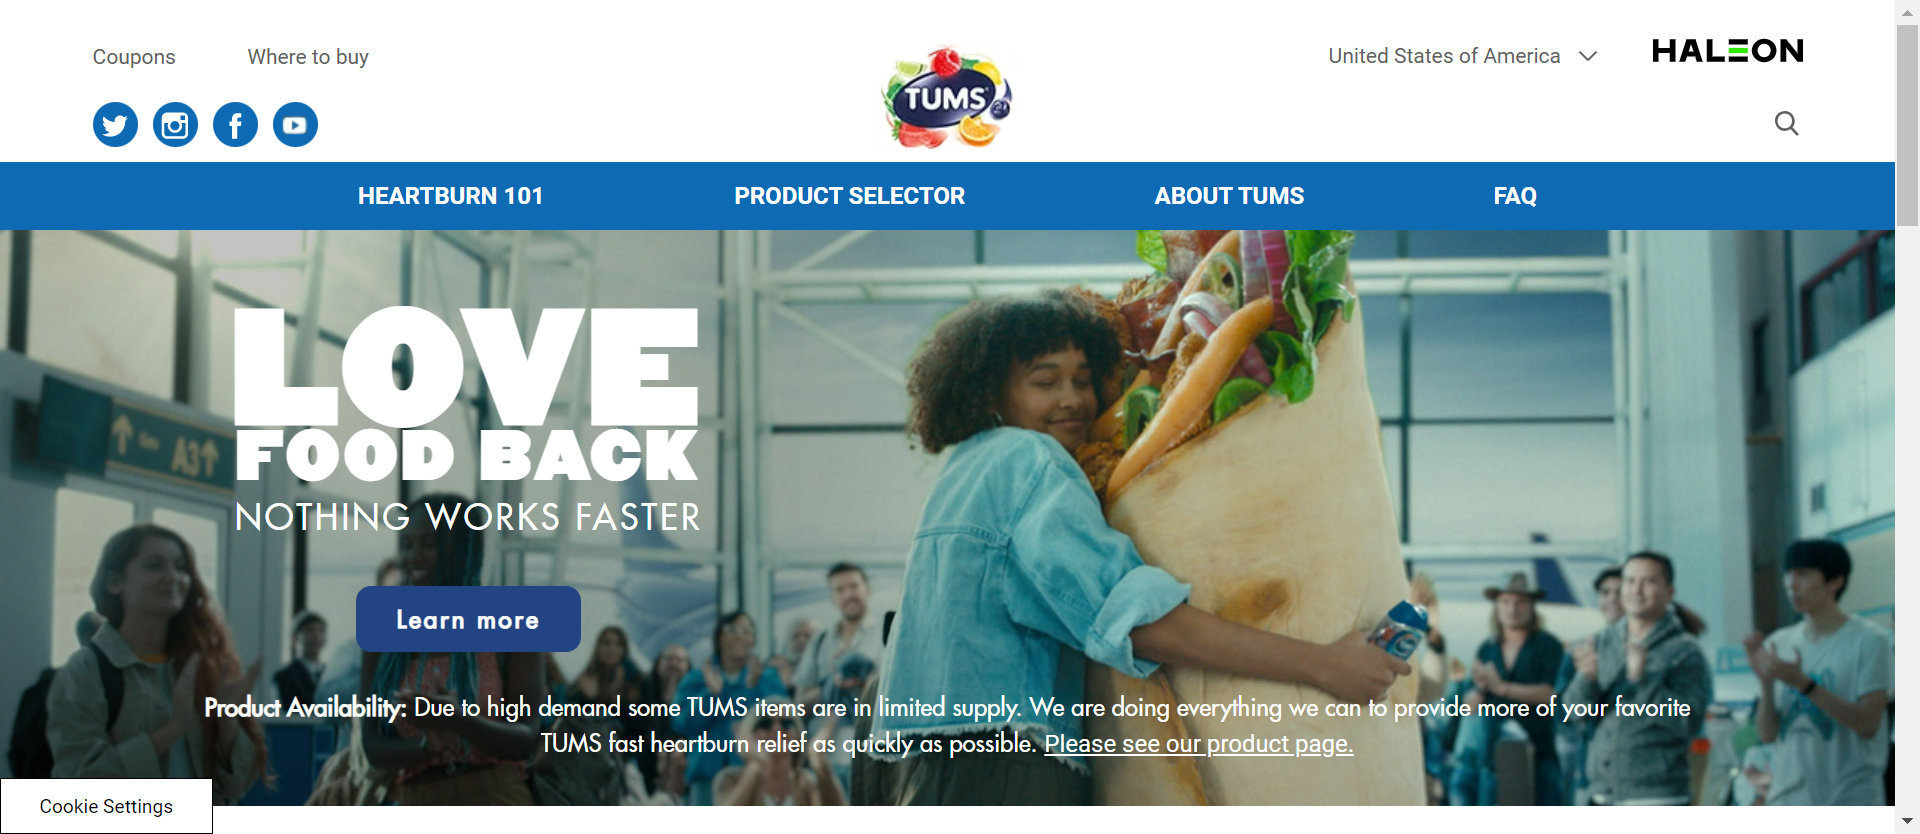 Coupons
Where to buy
TUMS
United States of America
HALEON
HEARTBURN 101
PRODUCT SELECTOR
ABOUT TUMS
FAQ
LOVE
FOOD BACK
NOTHING WORKS FASTER
A3
Learn more
Product Availability: Due to high demand some TUMS items are in limited supply. We are doing everything we can to provide more of your favorite
TUMS fast heartburn relief as quickly as possible. Please see our product page.
Cookie Settings